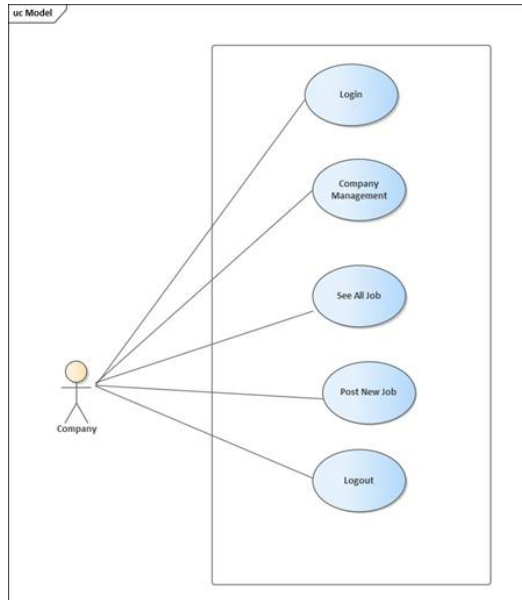 uc Model
Login
Company
Management
See All Job
Post New Job
Company
Logout